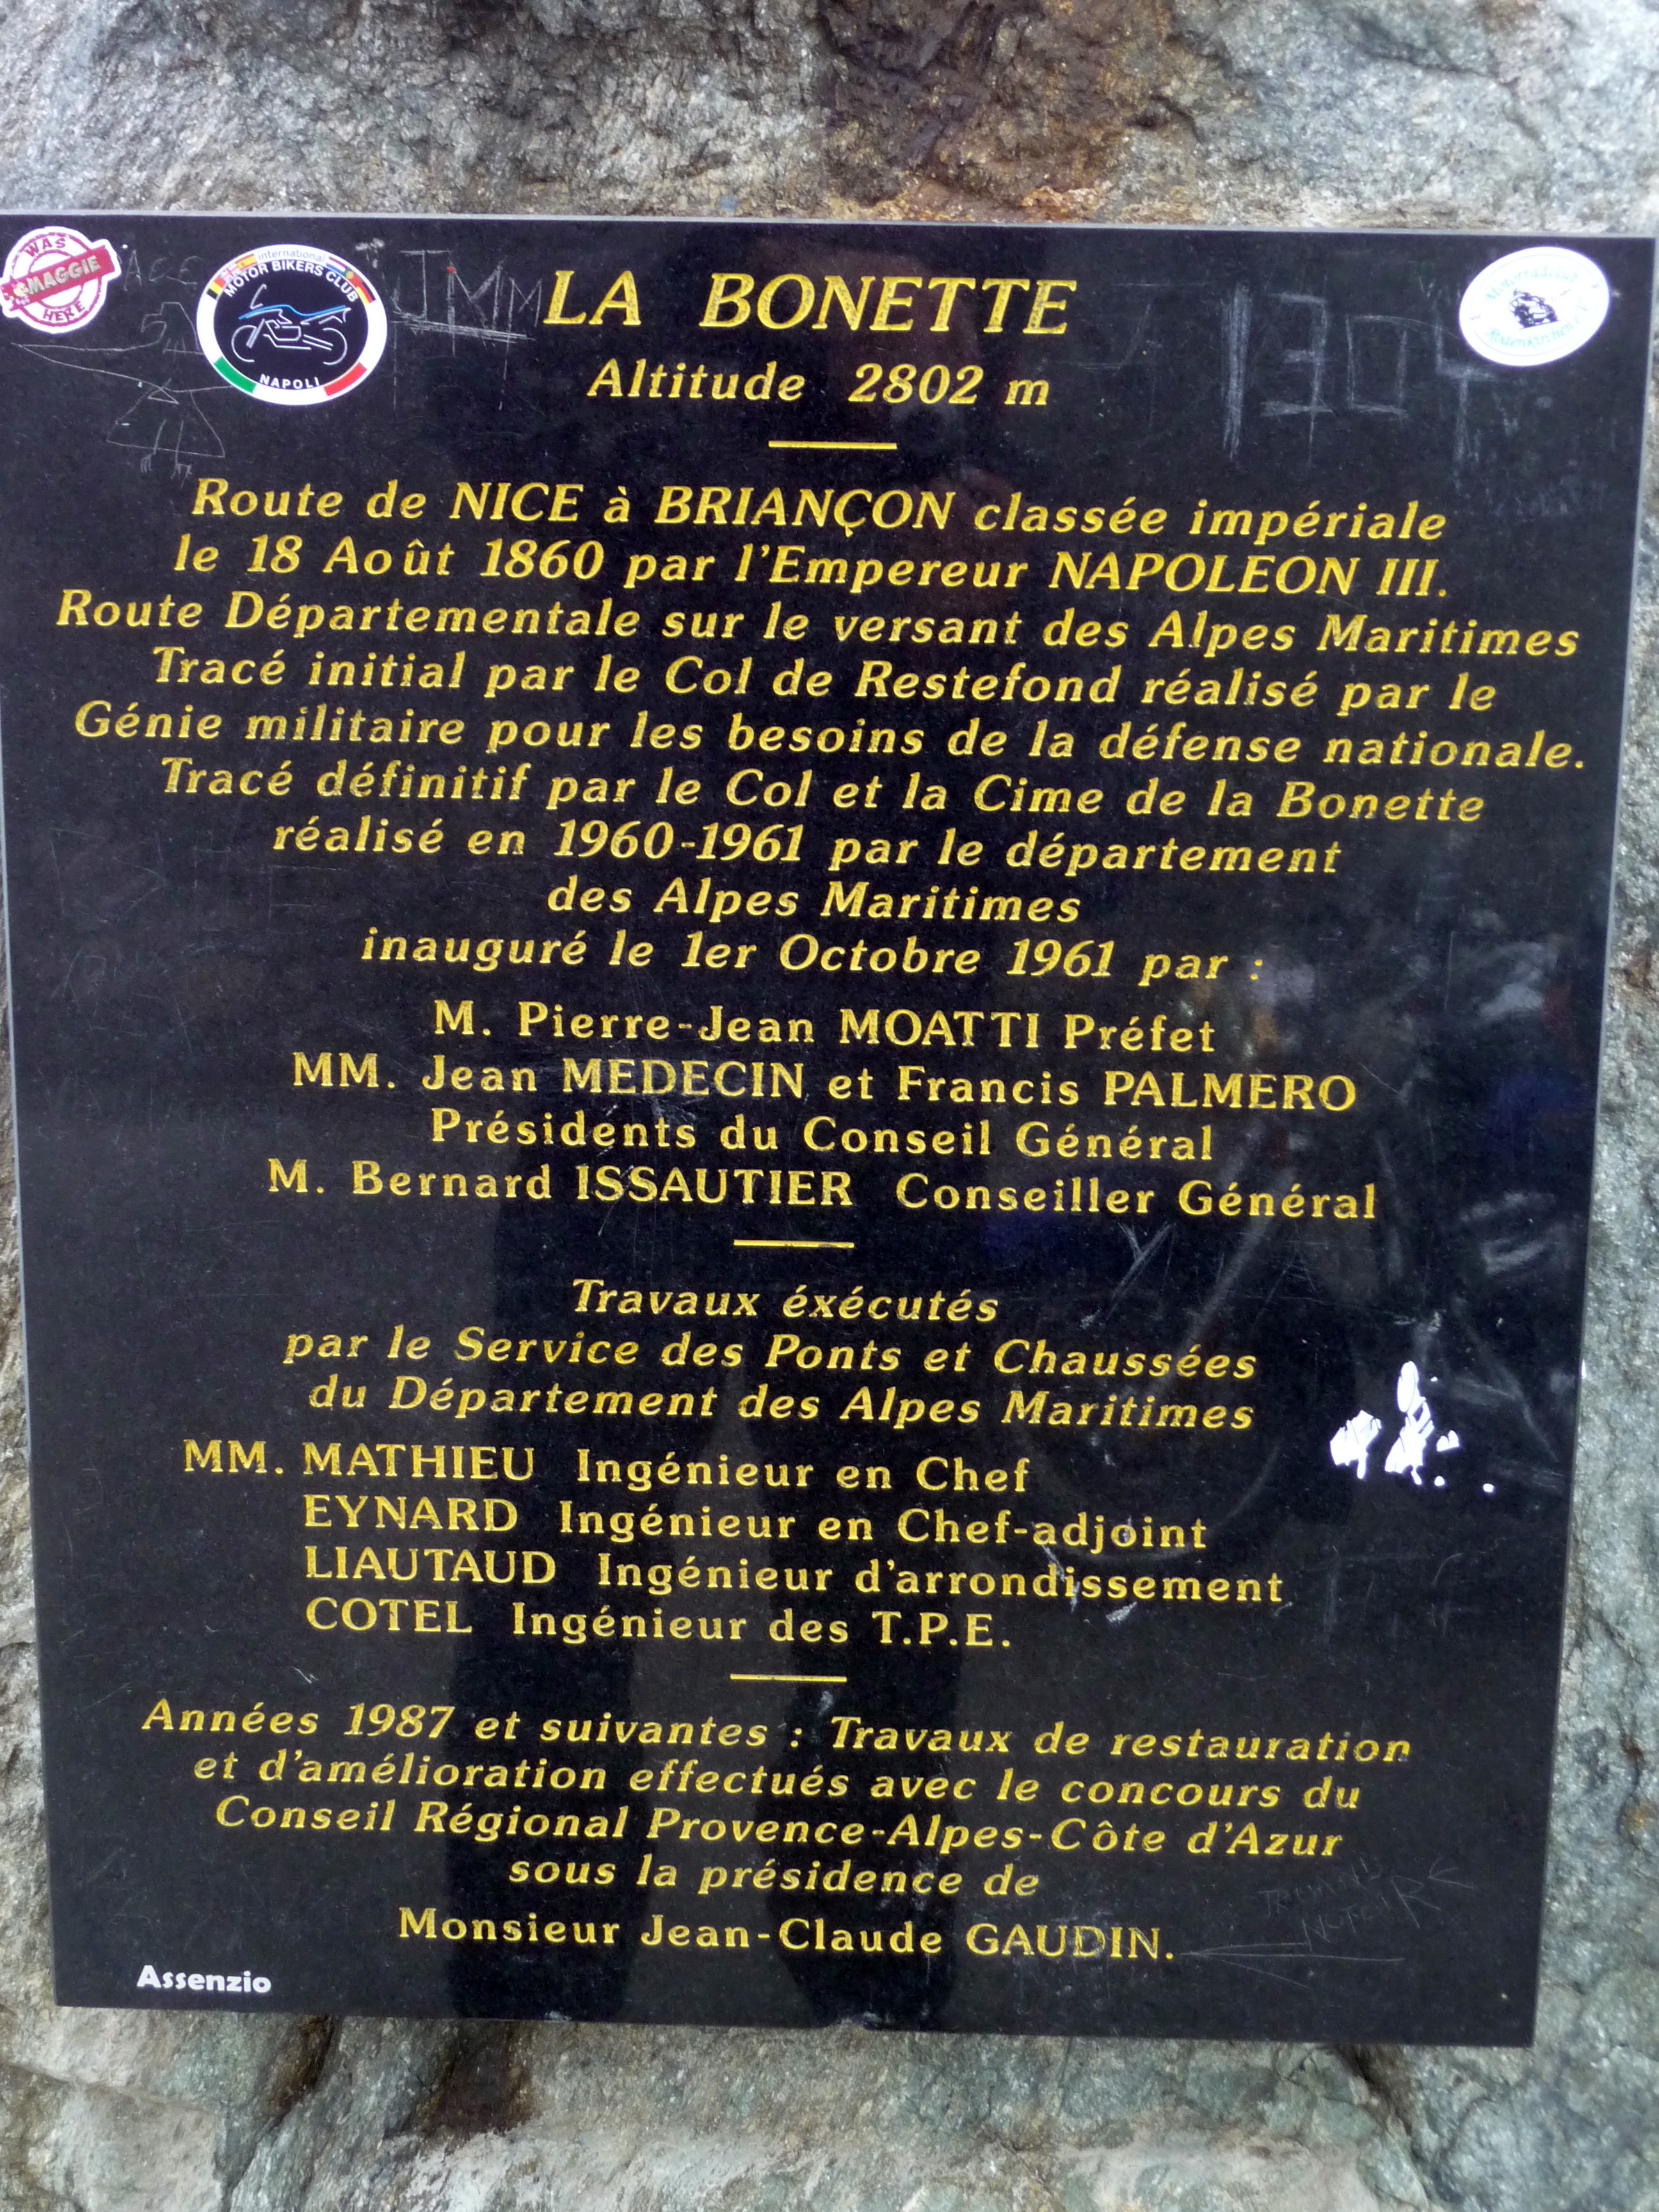 WAS
MAGGIE
HERE
International
MOTOR BIKERS CLUB
NAPOLI
JMM
1304
LA BONETTE
Altitude 2802 m
Route de NICE à BRIANÇON classée impériale
le 18 Août 1860 par l'Empereur NAPOLEON III.
Route Départementale sur le versant des Alpes Maritimes
Tracé initial par le Col de Restefond réalisé par le
Génie militaire pour les besoins de la défense nationale.
Tracé définitif par le Col et la Cime de la Bonette
réalisé en 1960-1961 par le département
des Alpes Maritimes
inauguré le 1er Octobre 1961 par :
M. Pierre-Jean MOATTI Préfet
MM. Jean MEDECIN et Francis PALMERO
Présidents du Conseil Général
M. Bernard ISSAUTIER Conseiller Général
Travaux éxécutés
par le Service des Ponts et Chaussées
du Département des Alpes Maritimes
MM. MATHIEU Ingénieur en Chef
EYNARD Ingénieur en Chef-adjoint
LIAUTAUD Ingénieur d'arrondissement
COTEL Ingénieur des T.P.E.
Années 1987 et suivantes : Travaux de restauration
et d'amélioration effectués avec le concours du
Conseil Régional Provence-Alpes-Côte d'Azur
sous la présidence de
Monsieur Jean-Claude GAUDIN.
Assenzio